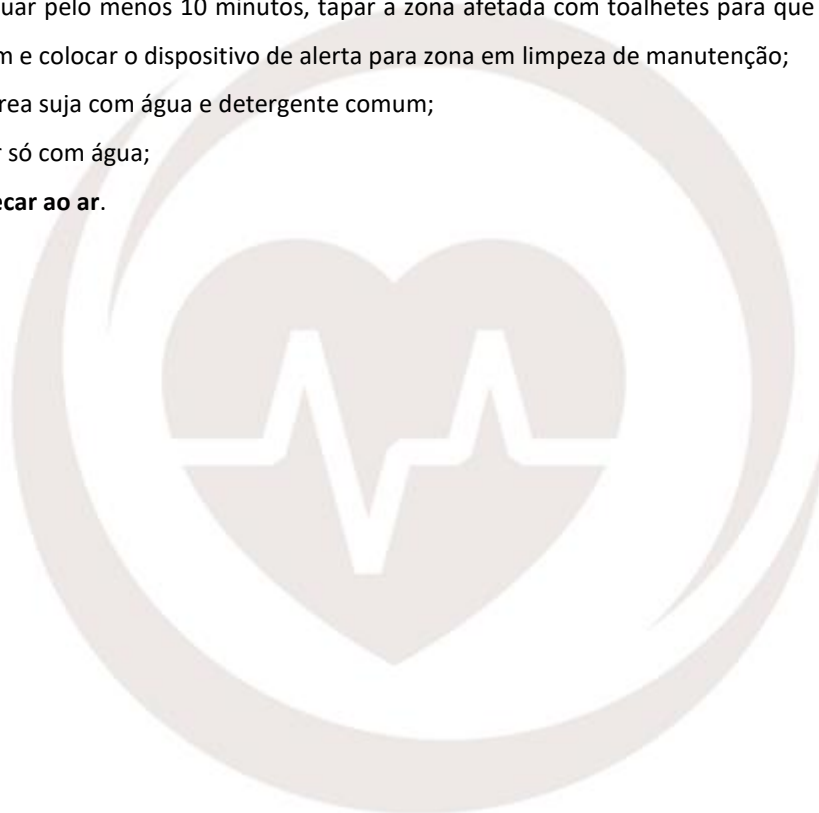 uar pelo menos 10 minutos, tapar a zona afetada com toalhetes para que
m e colocar o dispositivo de alerta para zona em limpeza de manutenção;
rea suja com água e detergente comum;
r só com água;
ecar ao ar.